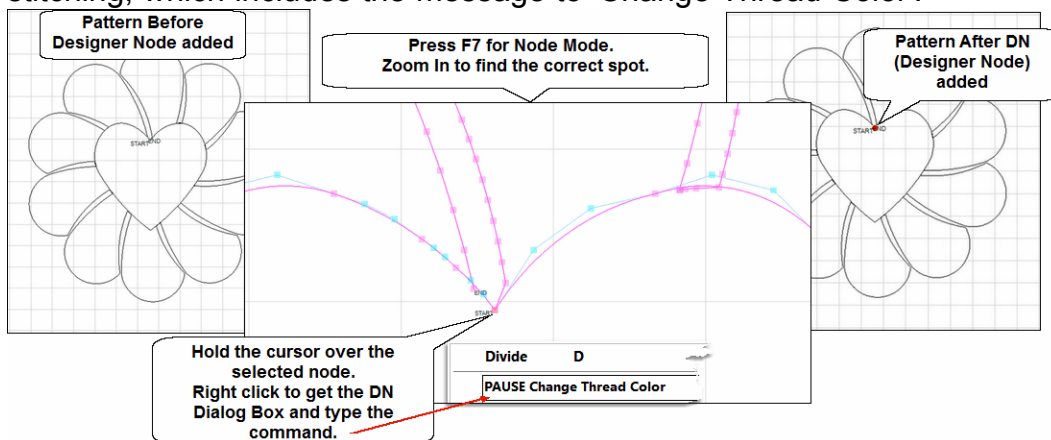 stitching, which includes the message to "Change Thread Color".
Pattern Before
Designer Node added
Press F7 for Node Mode.
Zoom In to find the correct spot.
Pattern After DN
(Designer Node)
added
START
END
START
END
END
START
Hold the cursor over the
selected node.
Right click to get the DN
Dialog Box and type the
command.
Divide D
PAUSE Change Thread Color